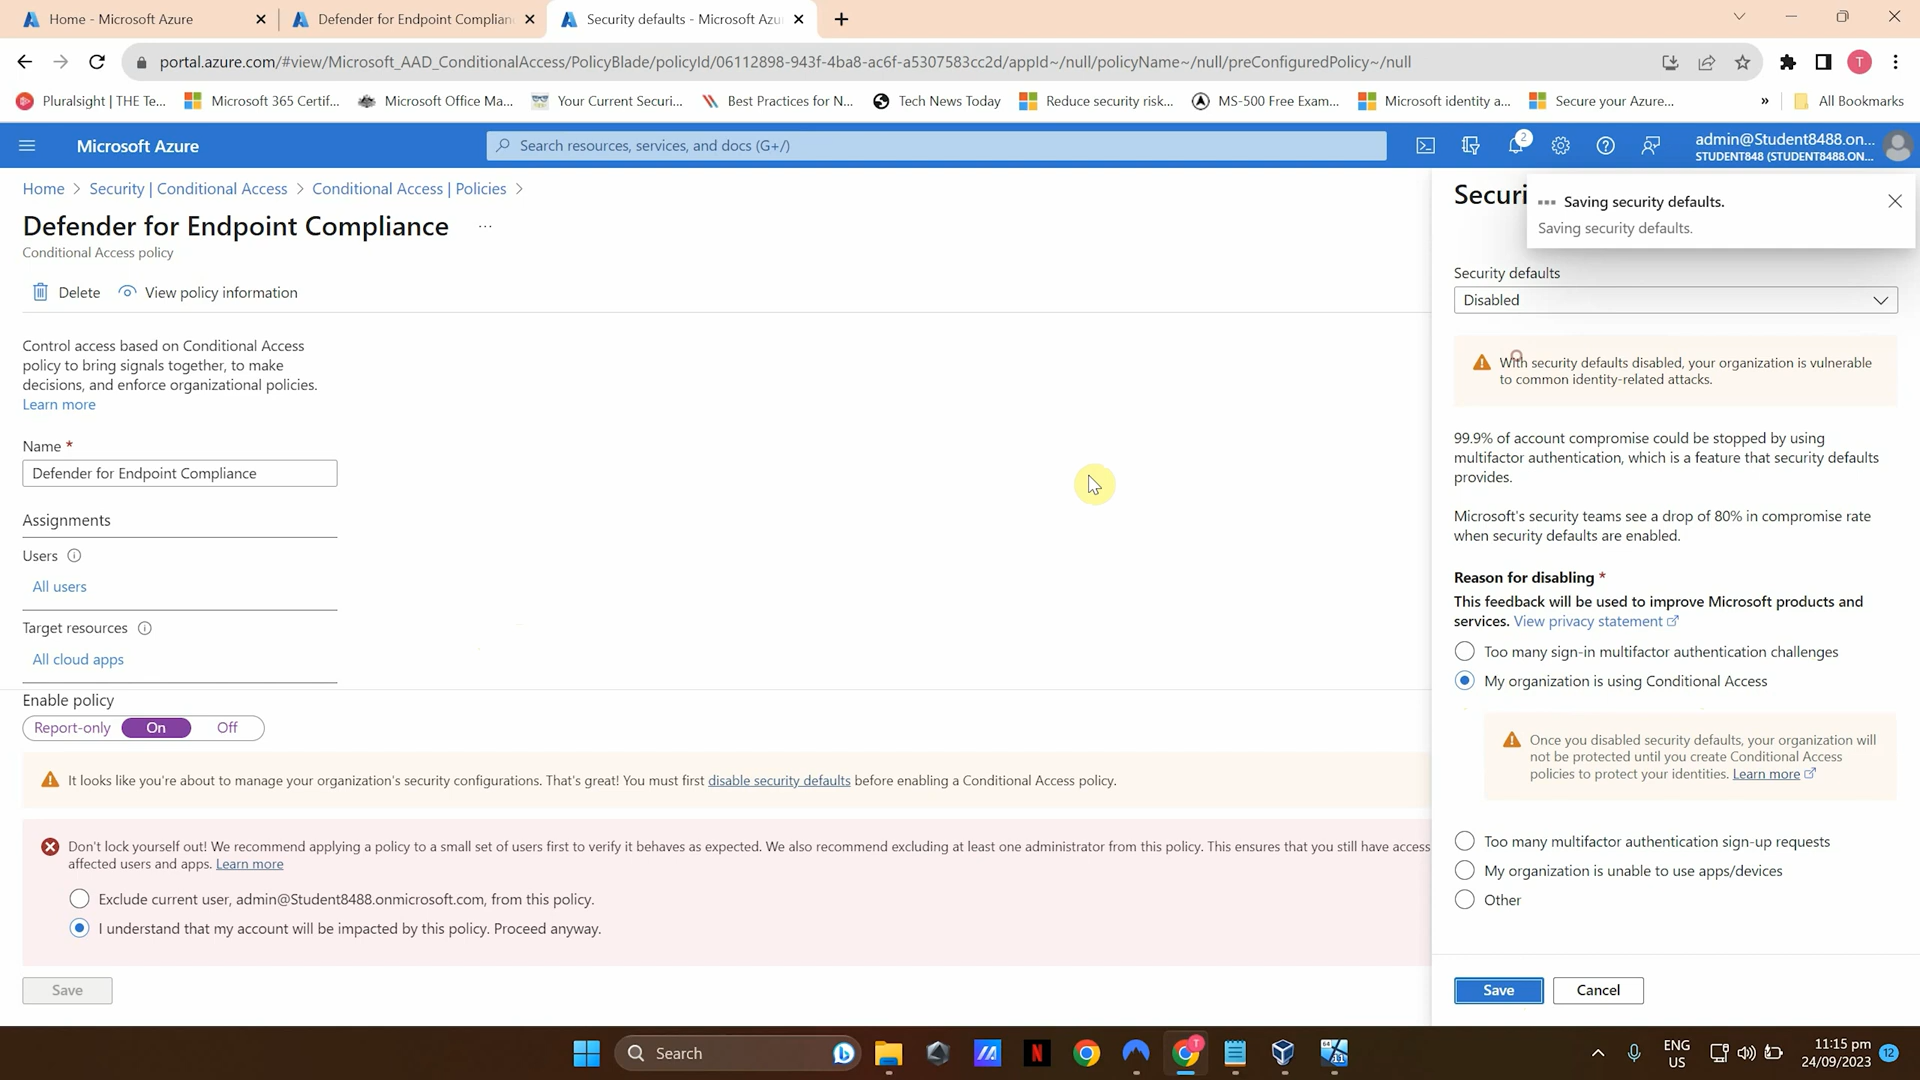 Home - Microsoft Azure
Defender for Endpoint Complian
Security defaults - Microsoft Azu
portal.azure.com/#view/Microsoft_AAD_ConditionalAccess/PolicyBlade/policyId/06112898-943f-4ba8-ac6f-a5307583cc2d/appId~/null/policyName~/null/preConfiguredPolicy~/null
T
Pluralsight | THE Te...
Microsoft 365 Certif...
Microsoft Office Ma...
Your Current Securi...
Best Practices for N...
Tech News Today
Reduce security risk...
MS-500 Free Exam...
Microsoft identity a...
Secure your Azure...
»
All Bookmarks
Microsoft Azure
Search resources, services, and docs (G+/)
2
admin@Student8488.on...
STUDENT848 (STUDENT8488.ON...
Home > Security | Conditional Access > Conditional Access | Policies >
Defender for Endpoint Compliance ...
Conditional Access policy
Delete
View policy information
Control access based on Conditional Access
policy to bring signals together, to make
decisions, and enforce organizational policies.
Learn more
Name *
Defender for Endpoint Compliance
Assignments
Users
All users
Target resources
All cloud apps
Enable policy
Report-only On Off
It looks like you're about to manage your organization's security configurations. That's great! You must first disable security defaults before enabling a Conditional Access policy.
Don't lock yourself out! We recommend applying a policy to a small set of users first to verify it behaves as expected. We also recommend excluding at least one administrator from this policy. This ensures that you still have access
affected users and apps. Learn more
Exclude current user, admin@Student8488.onmicrosoft.com, from this policy.
I understand that my account will be impacted by this policy. Proceed anyway.
Save
Securi
Saving security defaults.
Saving security defaults.
Security defaults
Disabled
With security defaults disabled, your organization is vulnerable
to common identity-related attacks.
99.9% of account compromise could be stopped by using
multifactor authentication, which is a feature that security defaults
provides.
Microsoft's security teams see a drop of 80% in compromise rate
when security defaults are enabled.
Reason for disabling *
This feedback will be used to improve Microsoft products and
services. View privacy statement
Too many sign-in multifactor authentication challenges
My organization is using Conditional Access
Once you disabled security defaults, your organization will
not be protected until you create Conditional Access
policies to protect your identities. Learn more
Too many multifactor authentication sign-up requests
My organization is unable to use apps/devices
Other
Save
Cancel
Search
N
T
64
11
ENG
US
11:15 pm
24/09/2023
12